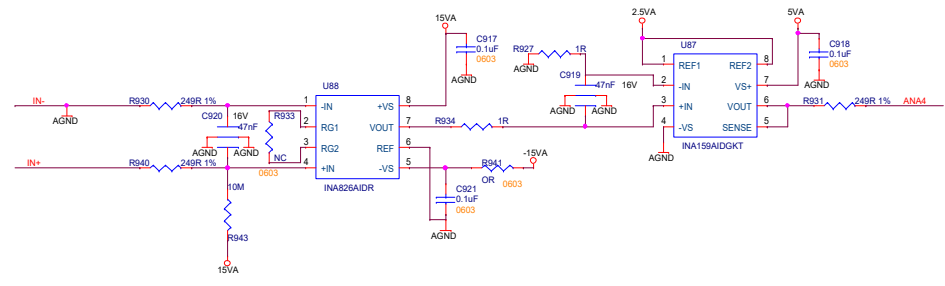 15VA
2.5VA
5VA
C917
0.1uF
0603
AGND
R927
1R
AGND
U87
C918
0.1uF
0603
AGND
1
REF1
REF2
8
C919
47nF
16V
2
-IN
VS+
7
AGND
AGND
3
+IN
VOUT
6
4
-VS
SENSE
5
AGND
INA159AIDGKT
R931
249R 1%
ANA4
U88
IN-
AGND
R930
249R 1%
1
-IN
+VS
8
C920
16V
47nF
AGND
AGND
R933
2
RG1
VOUT
7
R934
1R
3
RG2
REF
6
NC
0603
IN+
R940
249R 1%
4
+IN
-VS
5
INA826AIDR
-15VA
R941
OR
0603
C921
0.1uF
0603
AGND
10M
R943
15VA